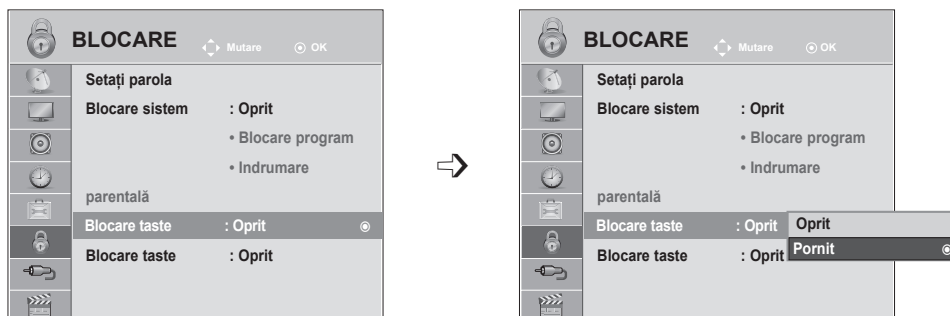 BLOCARE Mutare OK
Setați parola
Blocare sistem : Oprit
• Blocare program
• Indrumare
parentală
Blocare taste : Oprit
Blocare taste : Oprit
BLOCARE Mutare OK
Setați parola
Blocare sistem : Oprit
• Blocare program
• Indrumare
parentală
Blocare taste : Oprit
Blocare taste : Oprit
Oprit
Pornit